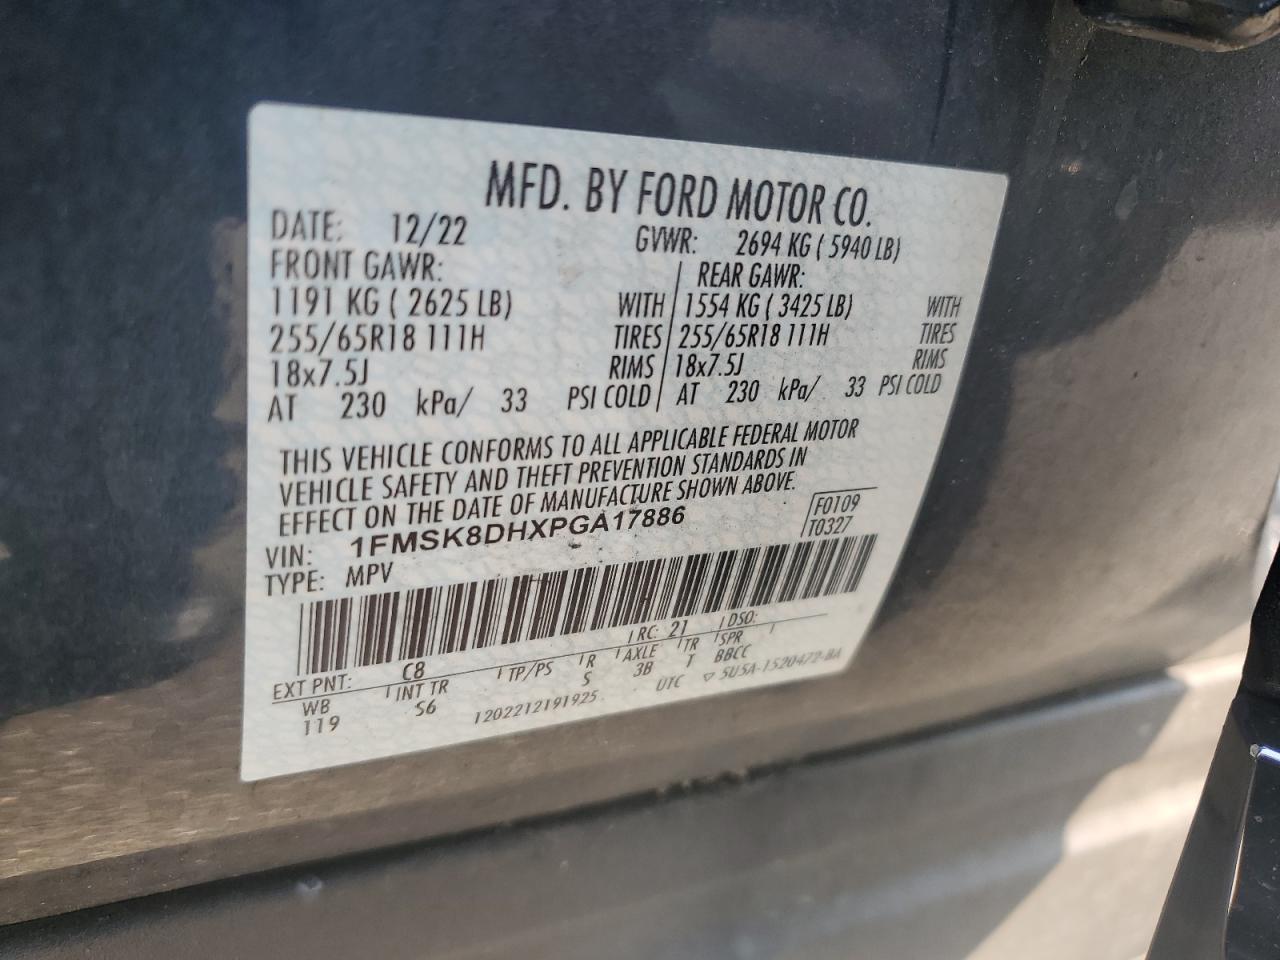 MFD. BY FORD MOTOR CO.
DATE: 12/22 GVWR: 2694 KG ( 5940 LB)
FRONT GAWR: REAR GAWR:
1191 KG ( 2625 LB) WITH 1554 KG ( 3425 LB) WITH
255/65R18 111H TIRES 255/65R18 111H TIRES
18x7.5J RIMS 18x7.5J RIMS
AT 230 kPa/ 33 PSI COLD AT 230 kPa/ 33 PSI COLD
THIS VEHICLE CONFORMS TO ALL APPLICABLE FEDERAL MOTOR
VEHICLE SAFETY AND THEFT PREVENTION STANDARDS IN
EFFECT ON THE DATE OF MANUFACTURE SHOWN ABOVE.
VIN: 1FMSK8DHXPGA17886 F0109
TYPE: MPV T0327
EXT PNT: C8 RC: 21 DSO:
WB INT TR TP/PS R AXLE TR SPR
119 S6 S 3B T BBCC
1202212191925 UTC ▽ 5U5A-1520472-BA